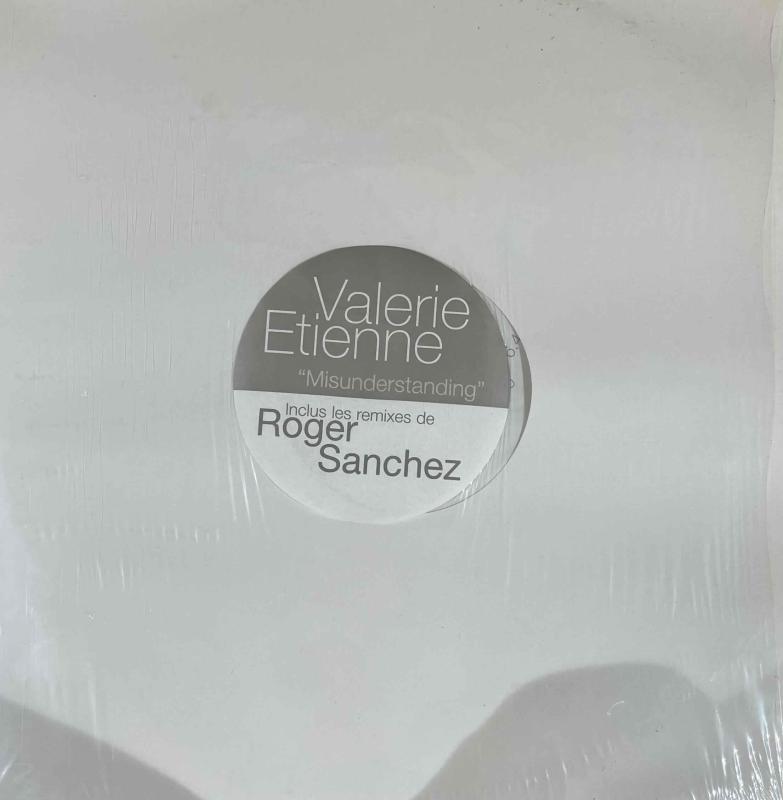 Valerie
Etienne
“Misunderstanding”
Inclus les remixes de
Roger
Sanchez